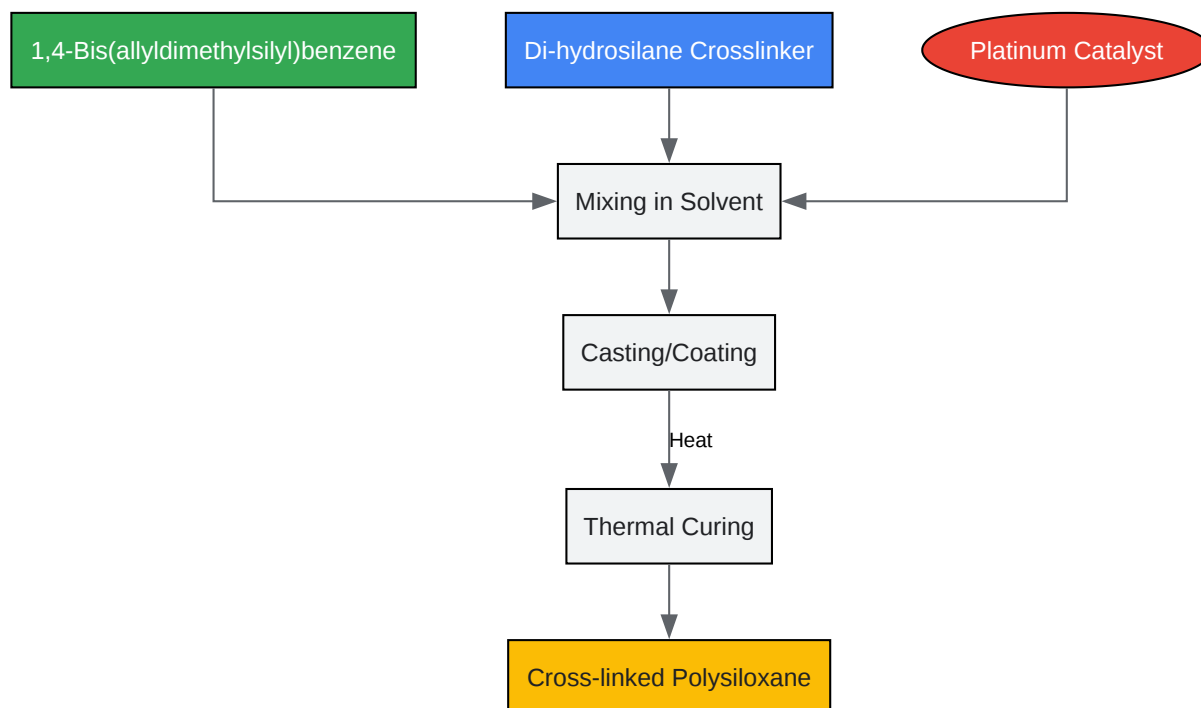 1,4-Bis(allyldimethylsilyl)benzene
Di-hydrosilane Crosslinker
Platinum Catalyst
Mixing in Solvent
Casting/Coating
Heat
Thermal Curing
Cross-linked Polysiloxane